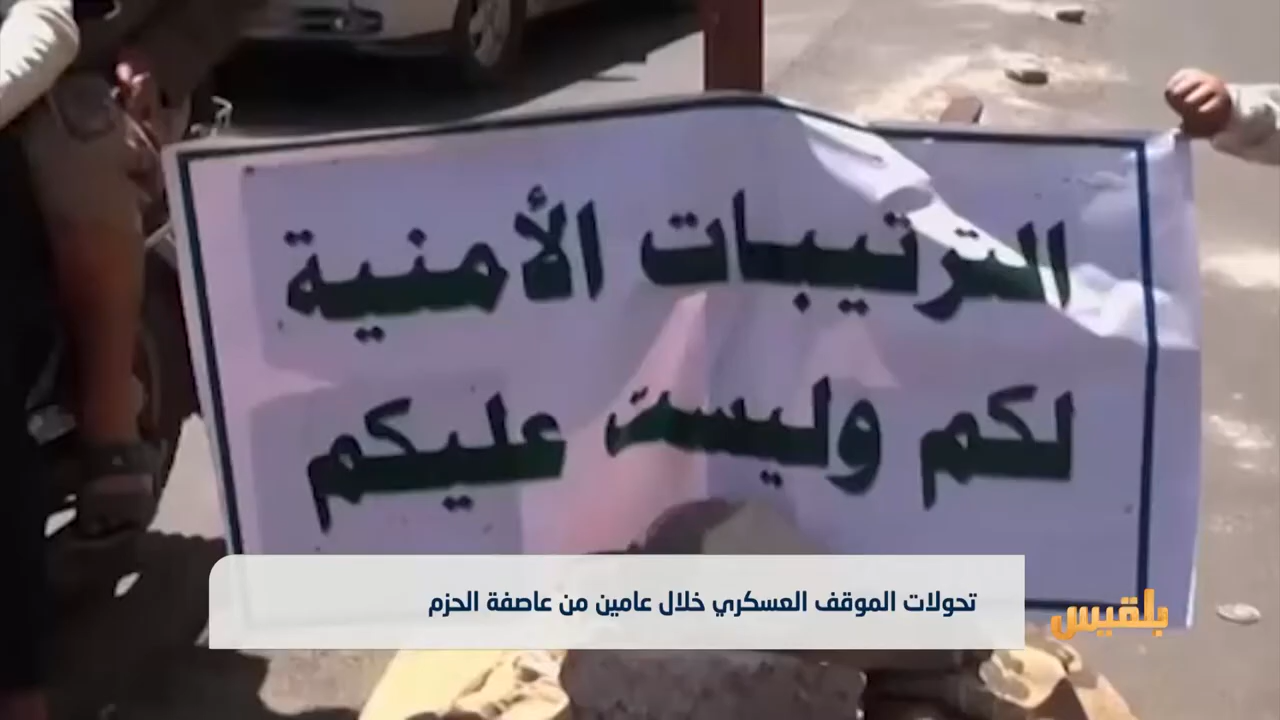 الترتيبات الأمنية
لكم وليست عليكم
تحولات الموقف العسكري خلال عامين من عاصفة الحزم
بلقيس